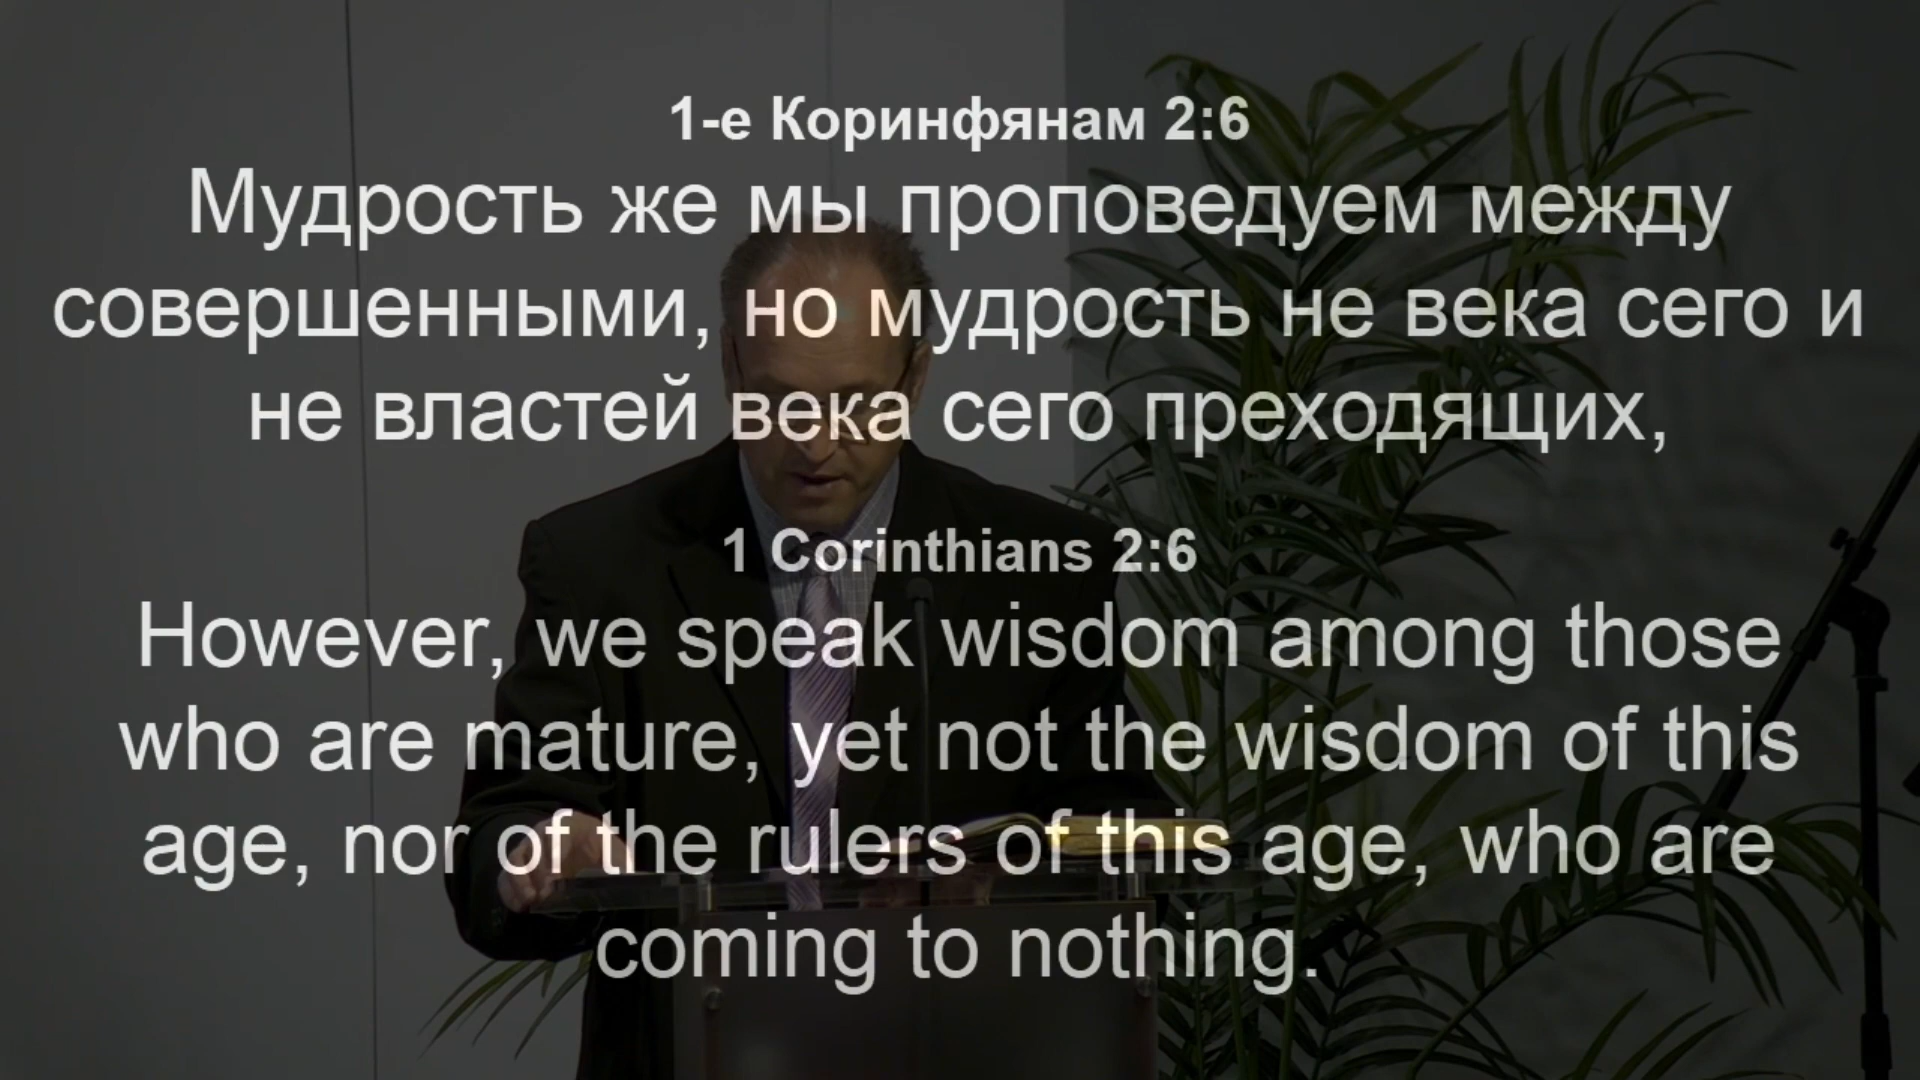 1-е Коринфянам 2:6
Мудрость же мы проповедуем между
совершенными, но мудрость не века сего и
не властей века сего преходящих,
1 Corinthians 2:6
However, we speak wisdom among those
who are mature, yet not the wisdom of this
age, nor of the rulers of this age, who are
coming to nothing.